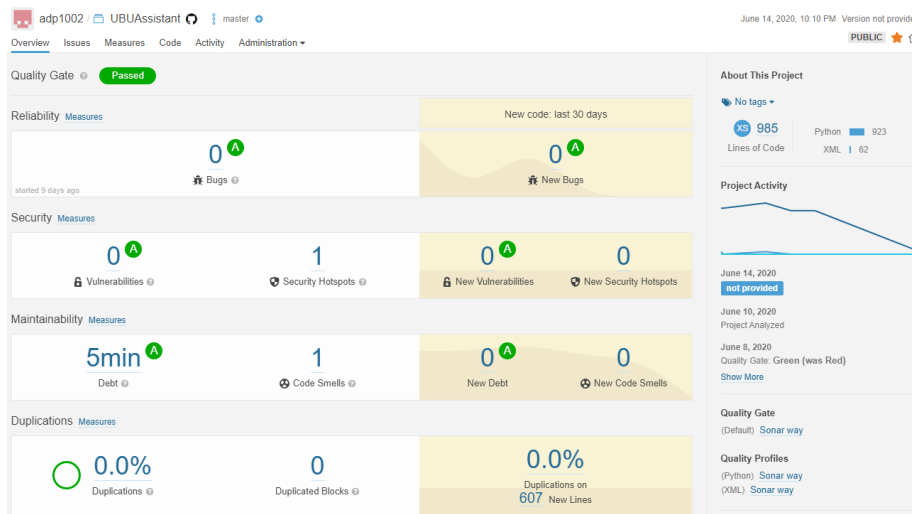 adp1002 / UBUAssistant master
June 14, 2020, 10:10 PM Version not provide
Overview Issues Measures Code Activity Administration
PUBLIC
Quality Gate Passed
Reliability Measures
New code: last 30 days
0 A
Bugs
started 9 days ago
0 A
New Bugs
Security Measures
0 A
Vulnerabilities
1
Security Hotspots
0 A
New Vulnerabilities
0
New Security Hotspots
Maintainability Measures
5min A
Debt
1
Code Smells
0 A
New Debt
0
New Code Smells
Duplications Measures
0.0%
Duplications
0
Duplicated Blocks
0.0%
Duplications on
607 New Lines
About This Project
No tags
XS 985
Lines of Code
Python 923
XML 62
Project Activity
June 14, 2020
not provided
June 10, 2020
Project Analyzed
June 8, 2020
Quality Gate: Green (was Red)
Show More
Quality Gate
(Default) Sonar way
Quality Profiles
(Python) Sonar way
(XML) Sonar way